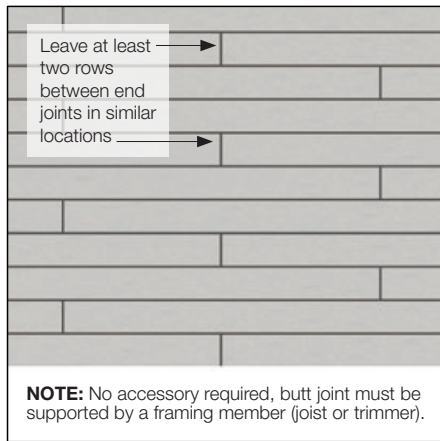 Leave at least
two rows
between end
joints in similar
locations
NOTE: No accessory required, butt joint must be
supported by a framing member (joist or trimmer).